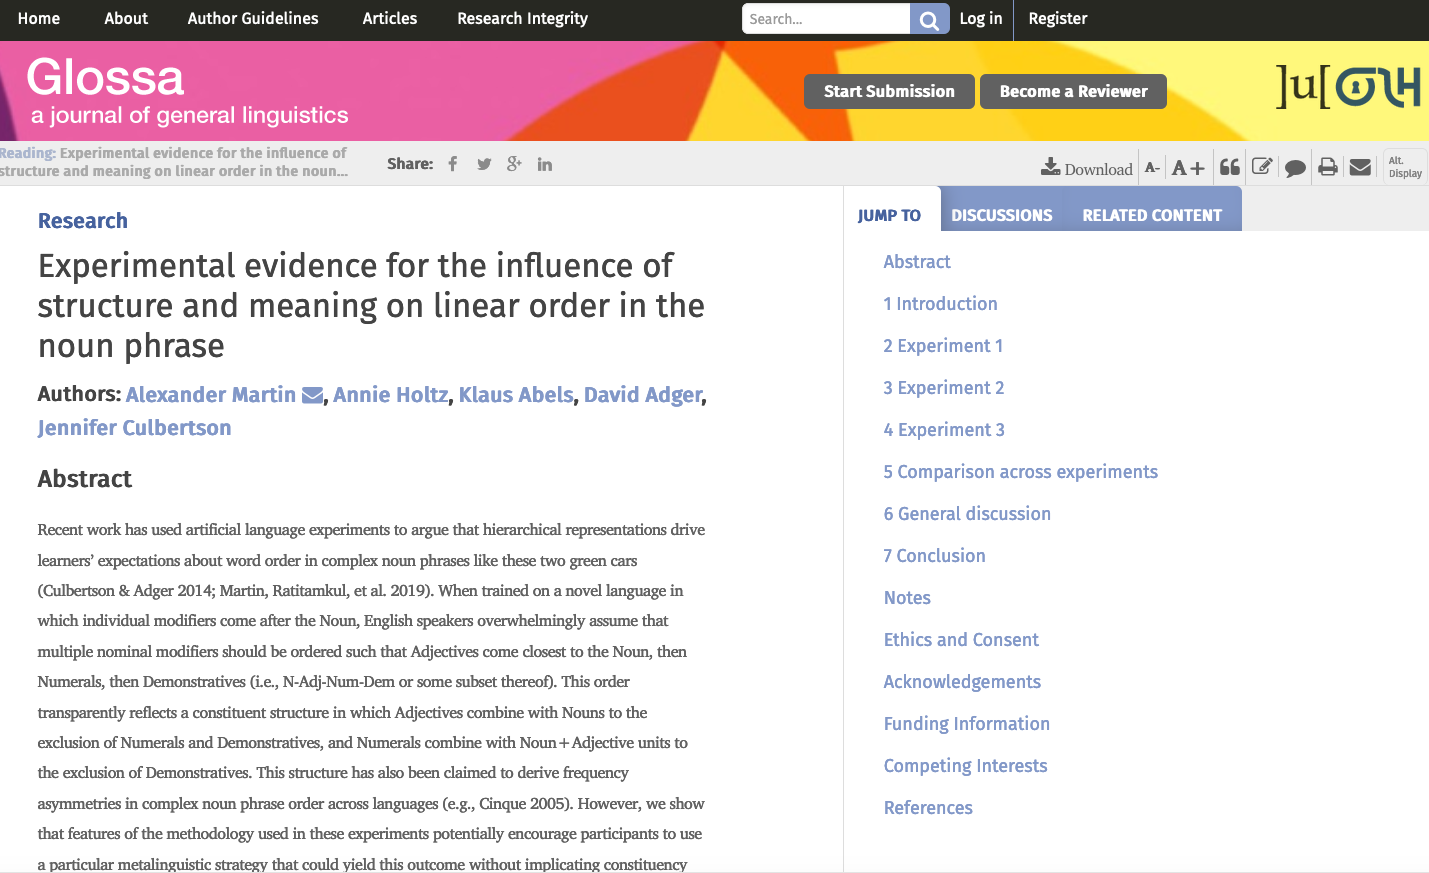 Home About Author Guidelines Articles Research Integrity Search... Log in Register
Glossa
a journal of general linguistics
Start Submission Become a Reviewer
]u[
Reading: Experimental evidence for the influence of
structure and meaning on linear order in the noun...
Share:
Download A- A+
Alt.
Display
Research
Experimental evidence for the influence of
structure and meaning on linear order in the
noun phrase
Authors: Alexander Martin, Annie Holtz, Klaus Abels, David Adger,
Jennifer Culbertson
Abstract
Recent work has used artificial language experiments to argue that hierarchical representations drive
learners’ expectations about word order in complex noun phrases like these two green cars
(Culbertson & Adger 2014; Martin, Ratitamkul, et al. 2019). When trained on a novel language in
which individual modifiers come after the Noun, English speakers overwhelmingly assume that
multiple nominal modifiers should be ordered such that Adjectives come closest to the Noun, then
Numerals, then Demonstratives (i.e., N-Adj-Num-Dem or some subset thereof). This order
transparently reflects a constituent structure in which Adjectives combine with Nouns to the
exclusion of Numerals and Demonstratives, and Numerals combine with Noun+Adjective units to
the exclusion of Demonstratives. This structure has also been claimed to derive frequency
asymmetries in complex noun phrase order across languages (e.g., Cinque 2005). However, we show
that features of the methodology used in these experiments potentially encourage participants to use
a particular metalinguistic strategy that could yield this outcome without implicating constituency
JUMP TO DISCUSSIONS RELATED CONTENT
Abstract
1 Introduction
2 Experiment 1
3 Experiment 2
4 Experiment 3
5 Comparison across experiments
6 General discussion
7 Conclusion
Notes
Ethics and Consent
Acknowledgements
Funding Information
Competing Interests
References